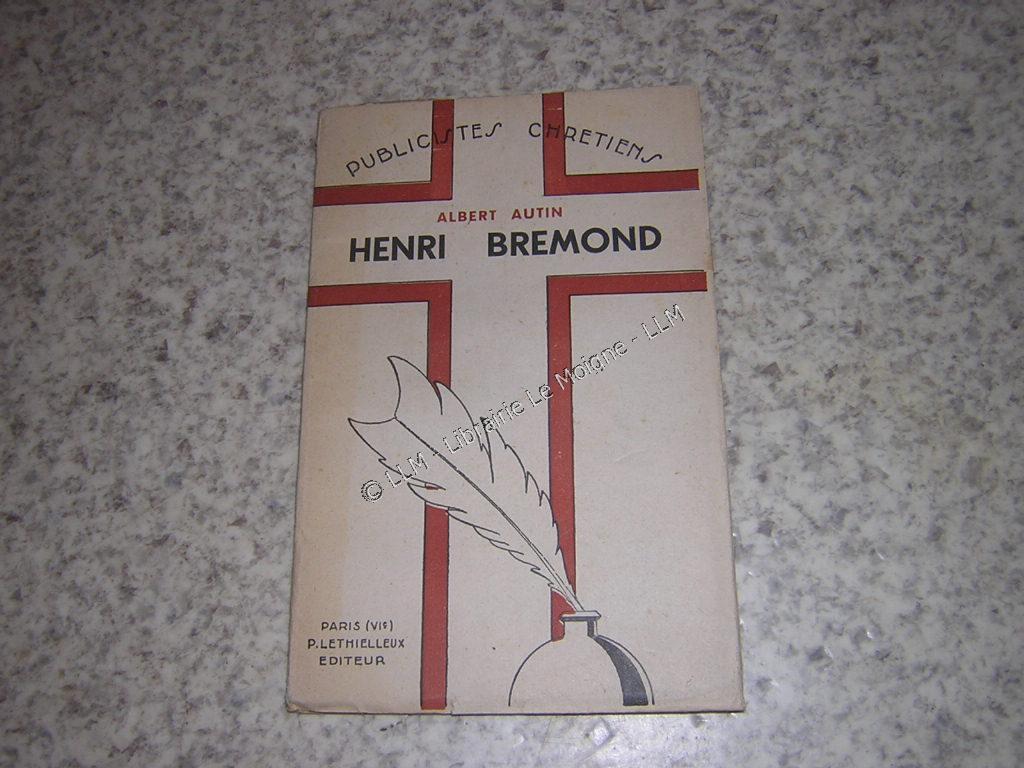 PUBLICISTES CHRETIENS
ALBERT AUTIN
HENRI BREMOND
© LLM - Librairie Le Moigne - LLM
PARIS (VIe)
P. LETHIELLEUX
EDITEUR